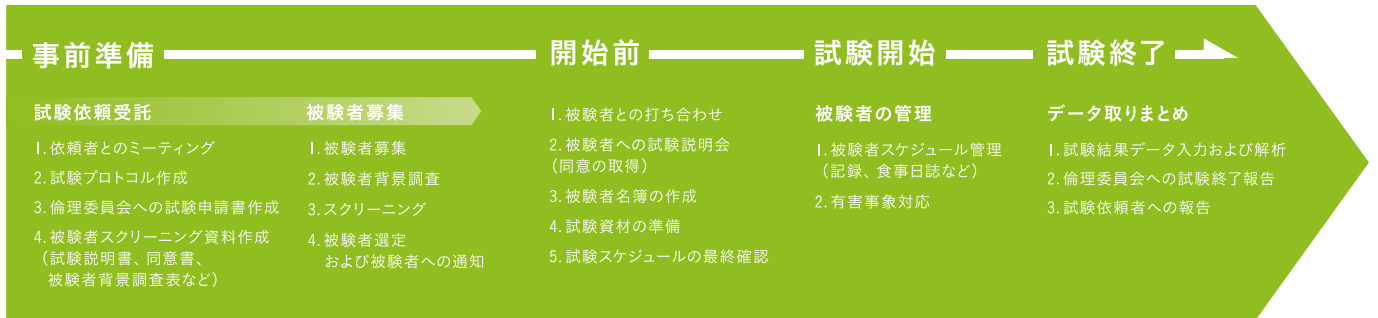 事前準備
試験依頼受託
1.依頼者とのミーティング
2.試験プロトコル作成
3.倫理委員会への試験申請書作成
4.被験者スクリーニング資料作成
（試験説明書、同意書、
被験者背景調査表など）
被験者募集
1.被験者募集
2.被験者背景調査
3.スクリーニング
4.被験者選定
および被験者への通知
開始前
1.被験者との打ち合わせ
2.被験者への試験説明会
（同意の取得）
3.被験者名簿の作成
4.試験資材の準備
5.試験スケジュールの最終確認
試験開始
被験者の管理
1.被験者スケジュール管理
（記録、食事日誌など）
2.有害事象対応
試験終了
データ取りまとめ
1.試験結果データ入力および解析
2.倫理委員会への試験終了報告
3.試験依頼者への報告